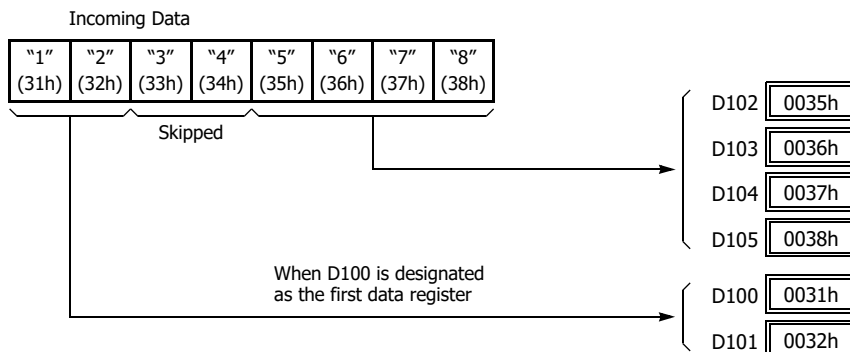 Incoming Data
“1” “2” “3” “4” “5” “6” “7” “8”
(31h) (32h) (33h) (34h) (35h) (36h) (37h) (38h)
Skipped
D102 0035h
D103 0036h
D104 0037h
D105 0038h
When D100 is designated
as the first data register
D100 0031h
D101 0032h